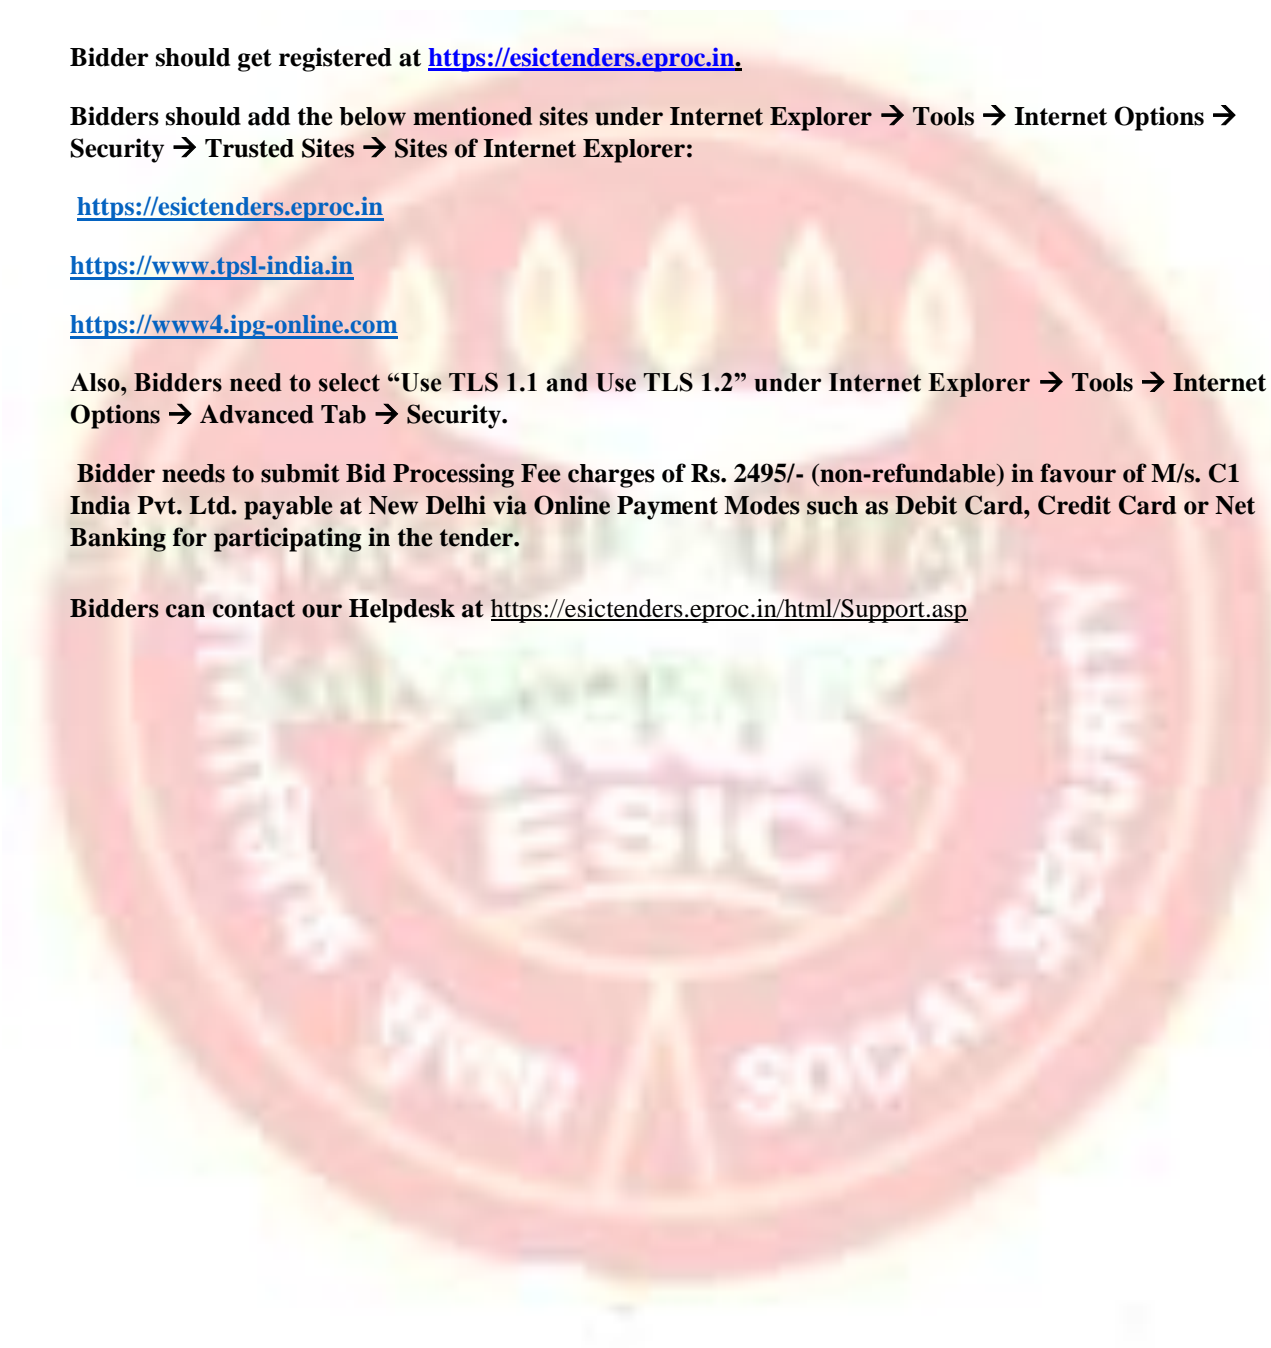 Bidder should get registered at https://esictenders.eproc.in.
Bidders should add the below mentioned sites under Internet Explorer → Tools → Internet Options →
Security → Trusted Sites → Sites of Internet Explorer:
https://esictenders.eproc.in
https://www.tpsl-india.in
https://www4.ipg-online.com
Also, Bidders need to select “Use TLS 1.1 and Use TLS 1.2” under Internet Explorer → Tools → Internet
Options → Advanced Tab → Security.
Bidder needs to submit Bid Processing Fee charges of Rs. 2495/- (non-refundable) in favour of M/s. C1
India Pvt. Ltd. payable at New Delhi via Online Payment Modes such as Debit Card, Credit Card or Net
Banking for participating in the tender.
Bidders can contact our Helpdesk at https://esictenders.eproc.in/html/Support.asp
ESIC
SOCIAL SECURITY